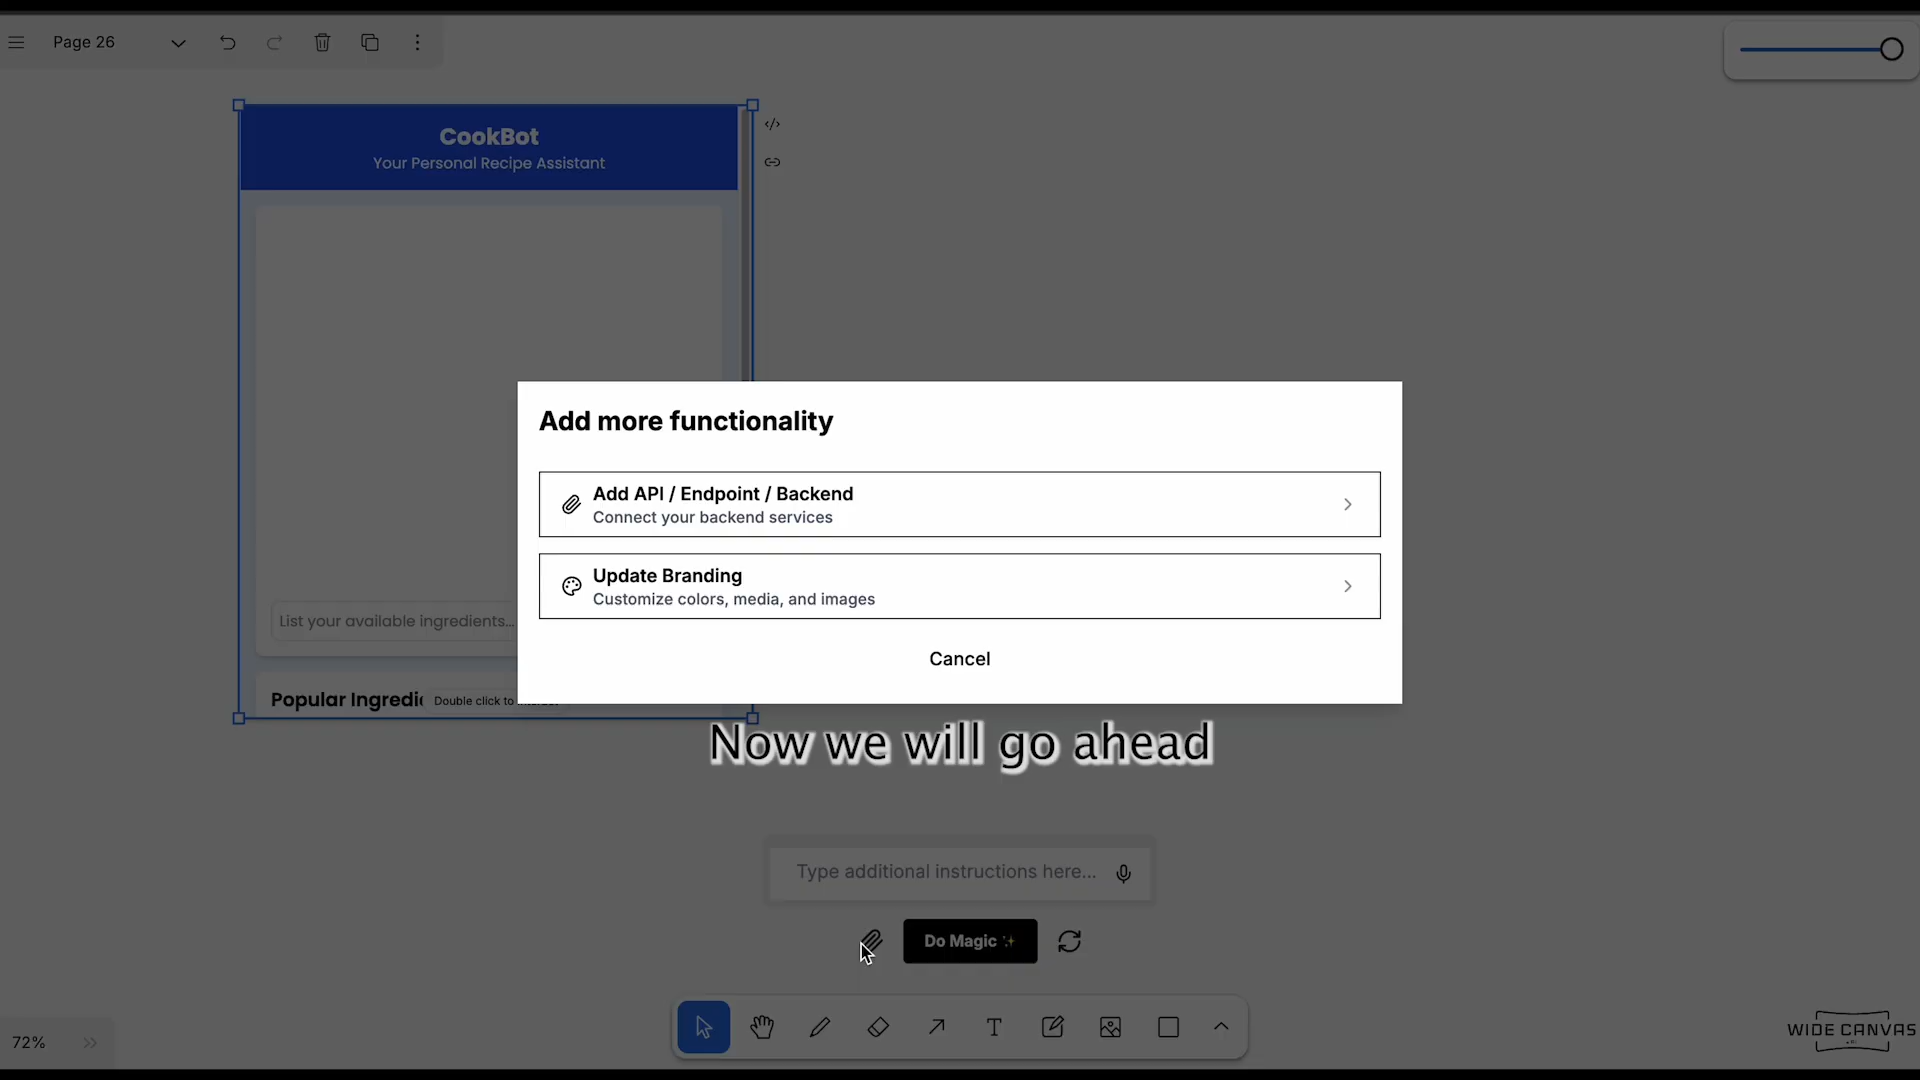 Page 26
CookBot
Your Personal Recipe Assistant
</>
Add more functionality
Add API / Endpoint / Backend
Connect your backend services
Update Branding
Customize colors, media, and images
Cancel
List your available ingredients...
Popular Ingredie
Double click to interact
Now we will go ahead
Type additional instructions here...
Do Magic
T
72%
WIDE CANVAS